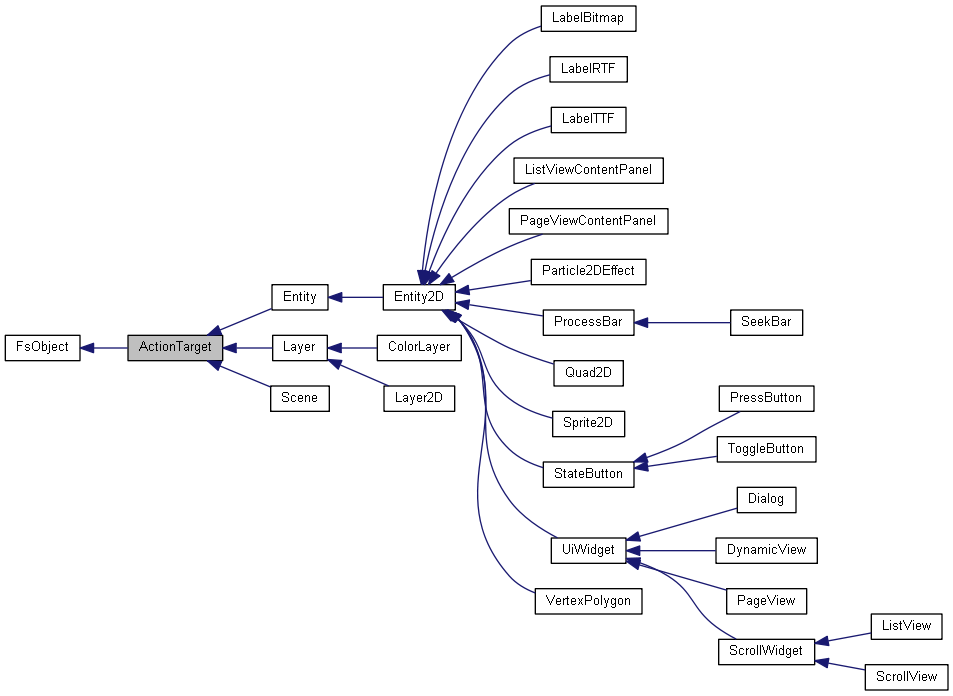 LabelBitmap
LabelRTF
LabelTTF
ListViewContentPanel
PageViewContentPanel
Particle2DEffect
Entity
Entity2D
ProcessBar
SeekBar
FsObject
ActionTarget
Layer
ColorLayer
Quad2D
Scene
Layer2D
PressButton
Sprite2D
ToggleButton
StateButton
Dialog
UiWidget
DynamicView
VertexPolygon
PageView
ListView
ScrollWidget
ScrollView